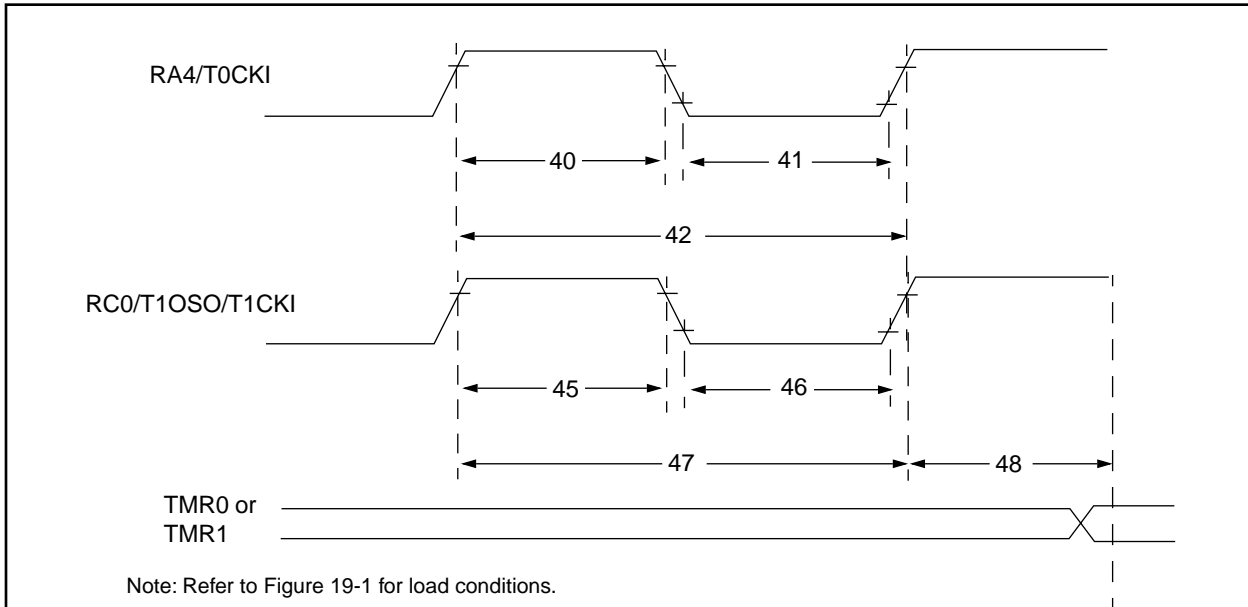 RA4/T0CKI
40
41
42
RC0/T1OSO/T1CKI
45
46
47
48
TMR0 or
TMR1
Note: Refer to Figure 19-1 for load conditions.